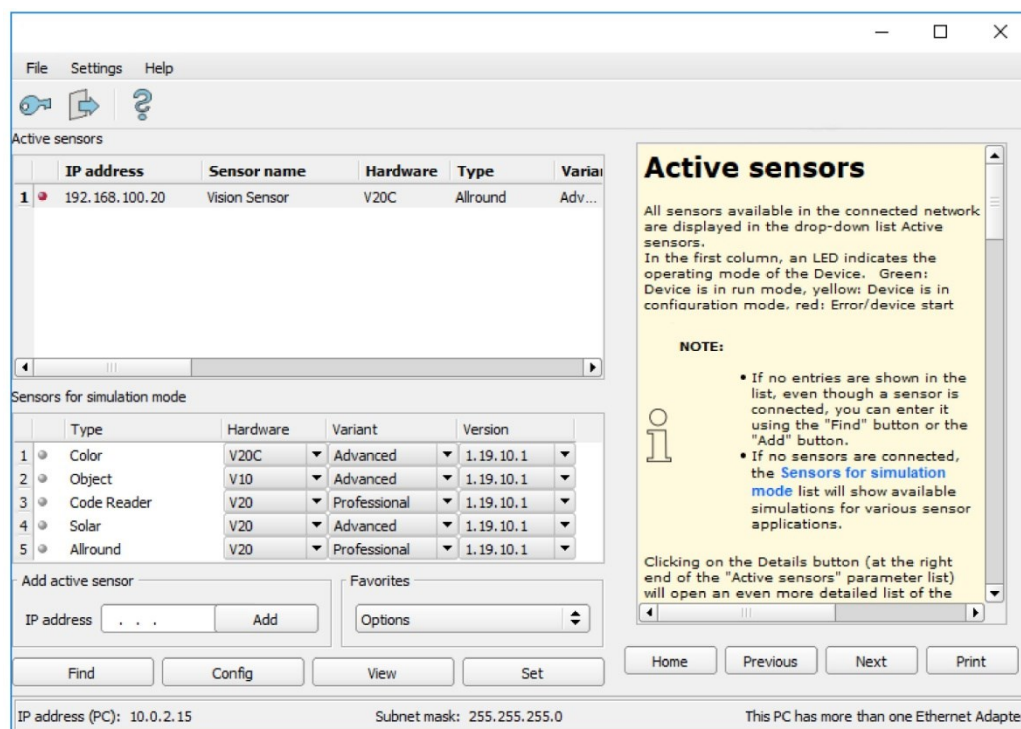 File Settings Help
Active sensors
IP address Sensor name Hardware Type Varia
1 192.168.100.20 Vision Sensor V20C Allround Adv...
Sensors for simulation mode
Type Hardware Variant Version
1 Color V20C Advanced 1.19.10.1
2 Object V10 Advanced 1.19.10.1
3 Code Reader V20 Professional 1.19.10.1
4 Solar V20 Advanced 1.19.10.1
5 Allround V20 Professional 1.19.10.1
Add active sensor
IP address . . . Add
Favorites
Options
Find Config View Set
Active sensors
All sensors available in the connected network
are displayed in the drop-down list Active
sensors.
In the first column, an LED indicates the
operating mode of the Device. Green:
Device is in run mode, yellow: Device is in
configuration mode, red: Error/device start
NOTE:
• If no entries are shown in the
list, even though a sensor is
connected, you can enter it
using the "Find" button or the
"Add" button.
• If no sensors are connected,
the Sensors for simulation
mode list will show available
simulations for various sensor
applications.
Clicking on the Details button (at the right
end of the "Active sensors" parameter list)
will open an even more detailed list of the
Home Previous Next Print
IP address (PC): 10.0.2.15 Subnet mask: 255.255.255.0 This PC has more than one Ethernet Adapte